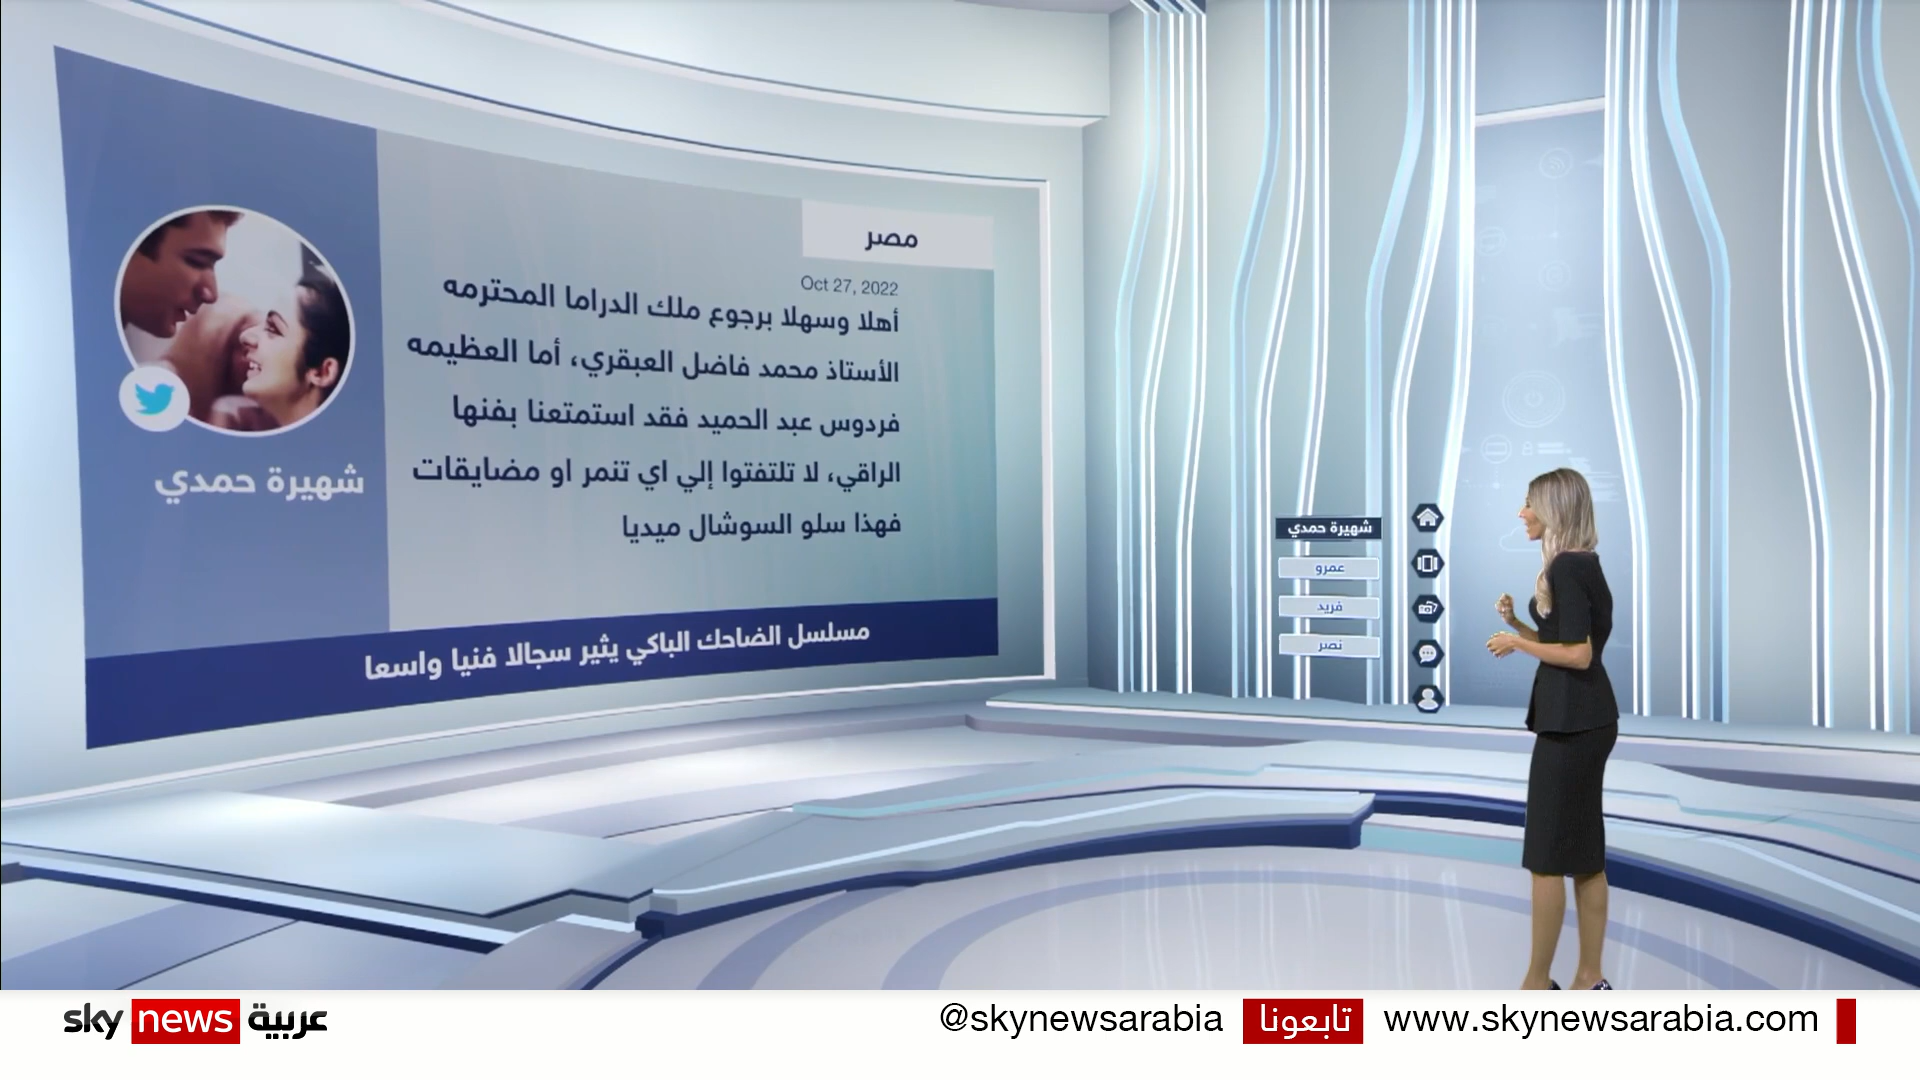 مصر
Oct 27, 2022
أهلا وسهلا برجوع ملك الدراما المحترمه
الأستاذ محمد فاضل العبقري، أما العظيمه
فردوس عبد الحميد فقد استمتعنا بفنها
الراقي، لا تلتفتوا إلي اي تنمر او مضايقات
فهذا سلو السوشال ميديا
شهيرة حمدي
مسلسل الضاحك الباكي يثير سجالا فنيا واسعا
شهيرة حمدي
عمرو
فريد
نصر
sky news عربية
@skynewsarabia تابعونا www.skynewsarabia.com